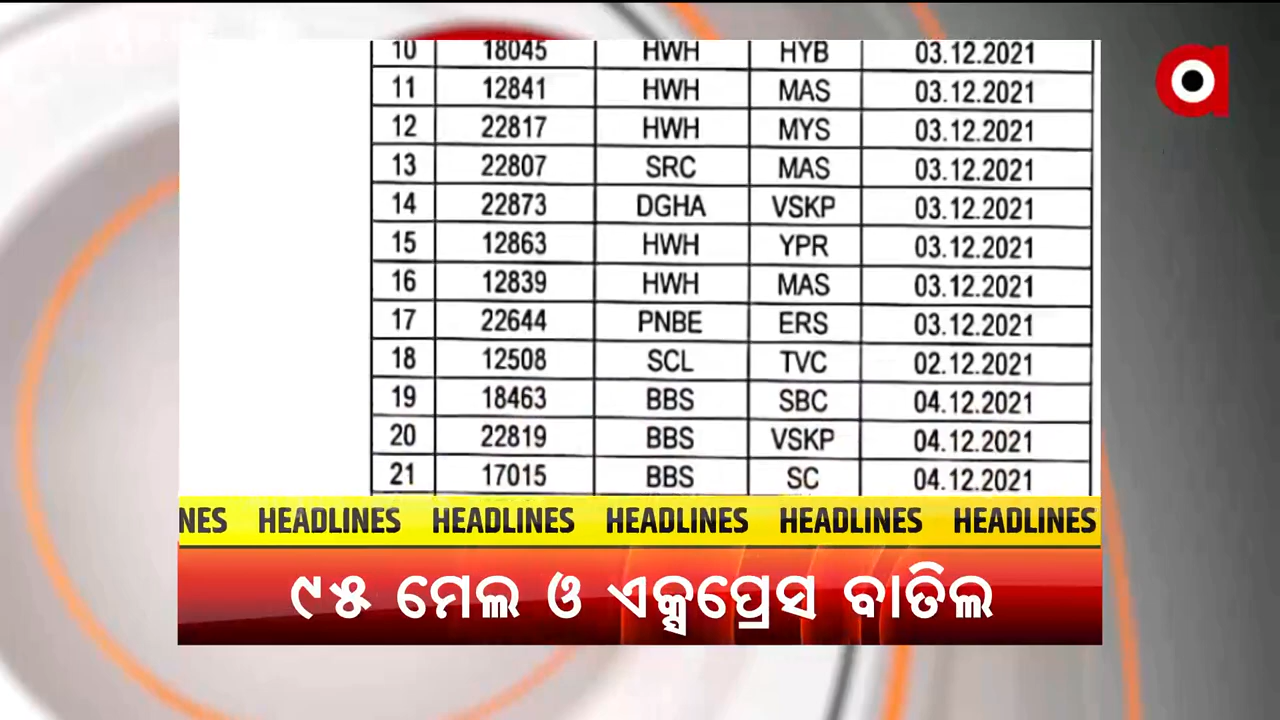 10 18045 HWH HYB 03.12.2021
11 12841 HWH MAS 03.12.2021
12 22817 HWH MYS 03.12.2021
13 22807 SRC MAS 03.12.2021
14 22873 DGHA VSKP 03.12.2021
15 12863 HWH YPR 03.12.2021
16 12839 HWH MAS 03.12.2021
17 22644 PNBE ERS 03.12.2021
18 12508 SCL TVC 02.12.2021
19 18463 BBS SBC 04.12.2021
20 22819 BBS VSKP 04.12.2021
21 17015 BBS SC 04.12.2021
NES HEADLINES HEADLINES HEADLINES HEADLINES HEADLINES
୯୫ ମେଲ ଓ ଏକ୍ସପ୍ରେସ ବାତିଲ